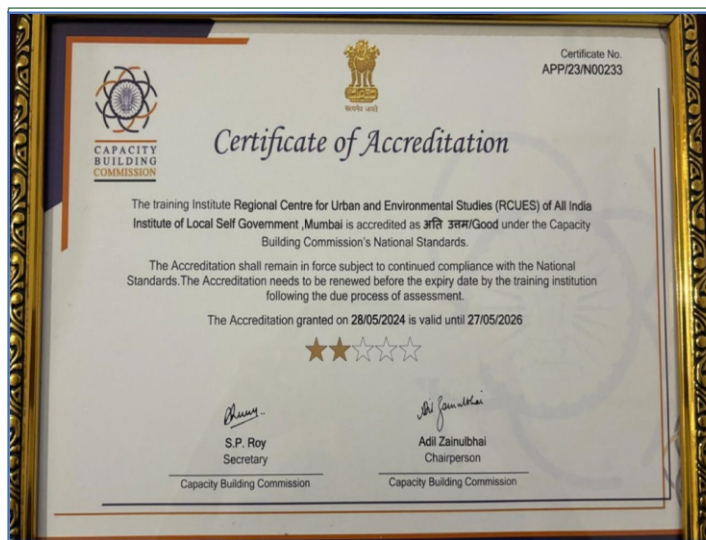 Certificate No.
APP/23/N00233
CAPACITY
BUILDING
COMMISSION
सत्यमेव जयते
Certificate of Accreditation
The training Institute Regional Centre for Urban and Environmental Studies (RCUES) of All India
Institute of Local Self Government ,Mumbai is accredited as अति उत्तम/Good under the Capacity
Building Commission's National Standards.
The Accreditation shall remain in force subject to continued compliance with the National
Standards.The Accreditation needs to be renewed before the expiry date by the training institution
following the due process of assessment.
The Accreditation granted on 28/05/2024 is valid until 27/05/2026
Adil Zainulbhai
S.P. Roy
Secretary
Capacity Building Commission
Adil Zainulbhai
Chairperson
Capacity Building Commission